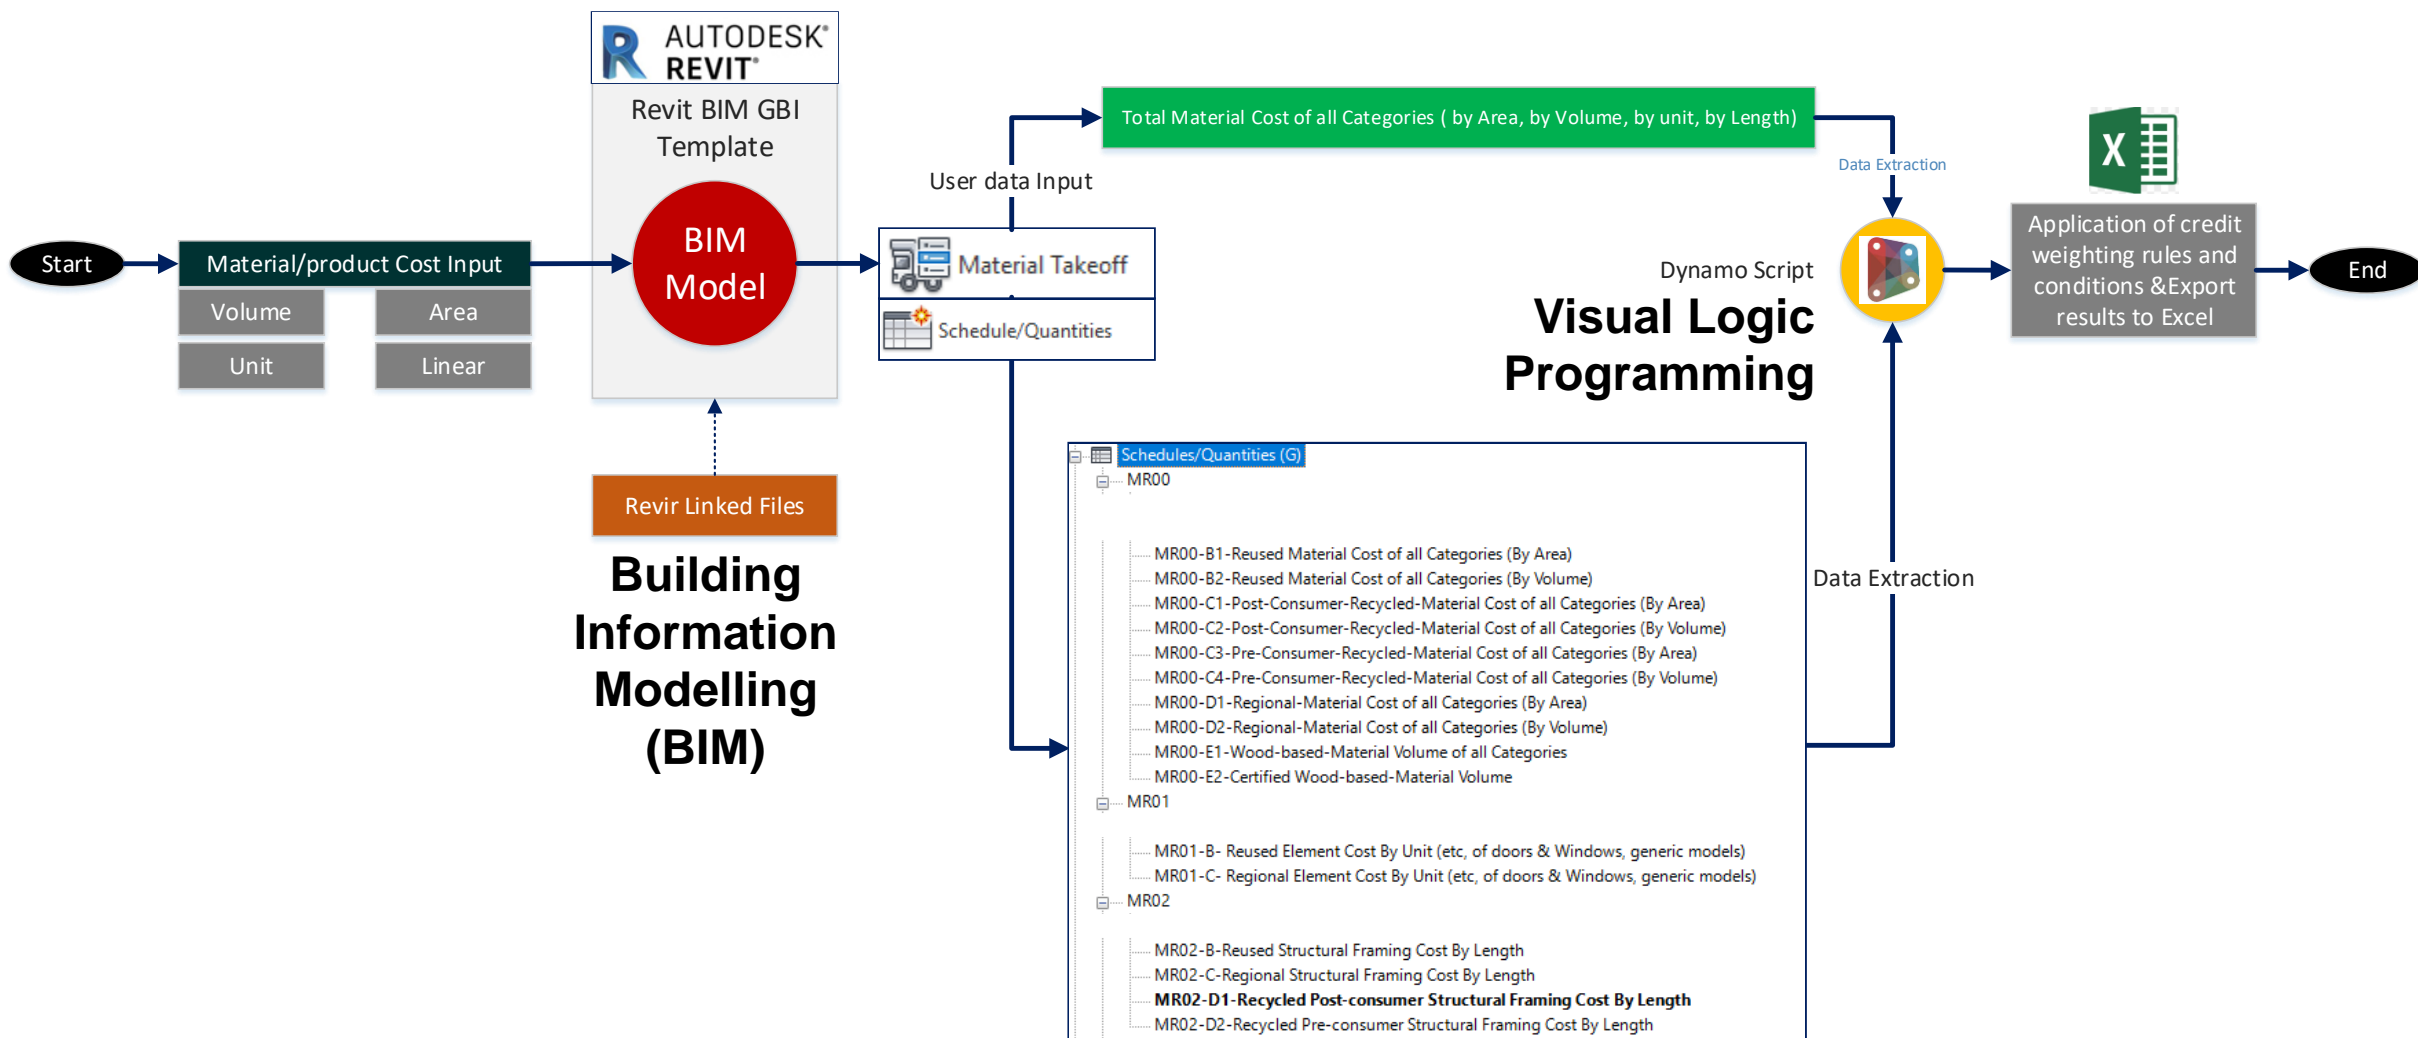 Start
Material/product Cost Input
Volume
Area
Unit
Linear
AUTODESK®
REVIT®
Revit BIM GBI
Template
BIM
Model
Revir Linked Files
Building
Information
Modelling
(BIM)
User data Input
Material Takeoff
Schedule/Quantities
Total Material Cost of all Categories ( by Area, by Volume, by unit, by Length)
Data Extraction
Dynamo Script
Visual Logic
Programming
X
Application of credit
weighting rules and
conditions &Export
results to Excel
End
Schedules/Quantities (G)
MR00
MR00-B1-Reused Material Cost of all Categories (By Area)
MR00-B2-Reused Material Cost of all Categories (By Volume)
MR00-C1-Post-Consumer-Recycled-Material Cost of all Categories (By Area)
MR00-C2-Post-Consumer-Recycled-Material Cost of all Categories (By Volume)
MR00-C3-Pre-Consumer-Recycled-Material Cost of all Categories (By Area)
MR00-C4-Pre-Consumer-Recycled-Material Cost of all Categories (By Volume)
MR00-D1-Regional-Material Cost of all Categories (By Area)
MR00-D2-Regional-Material Cost of all Categories (By Volume)
MR00-E1-Wood-based-Material Volume of all Categories
MR00-E2-Certified Wood-based-Material Volume
MR01
MR01-B- Reused Element Cost By Unit (etc, of doors & Windows, generic models)
MR01-C- Regional Element Cost By Unit (etc, of doors & Windows, generic models)
MR02
MR02-B-Reused Structural Framing Cost By Length
MR02-C-Regional Structural Framing Cost By Length
MR02-D1-Recycled Post-consumer Structural Framing Cost By Length
MR02-D2-Recycled Pre-consumer Structural Framing Cost By Length
Data Extraction